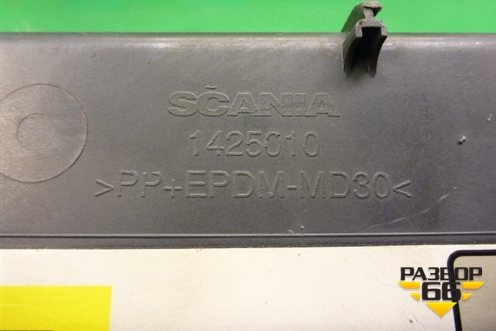 SCANIA
1425010
>PP+EPDM-MD30<
РАЗБОР
66